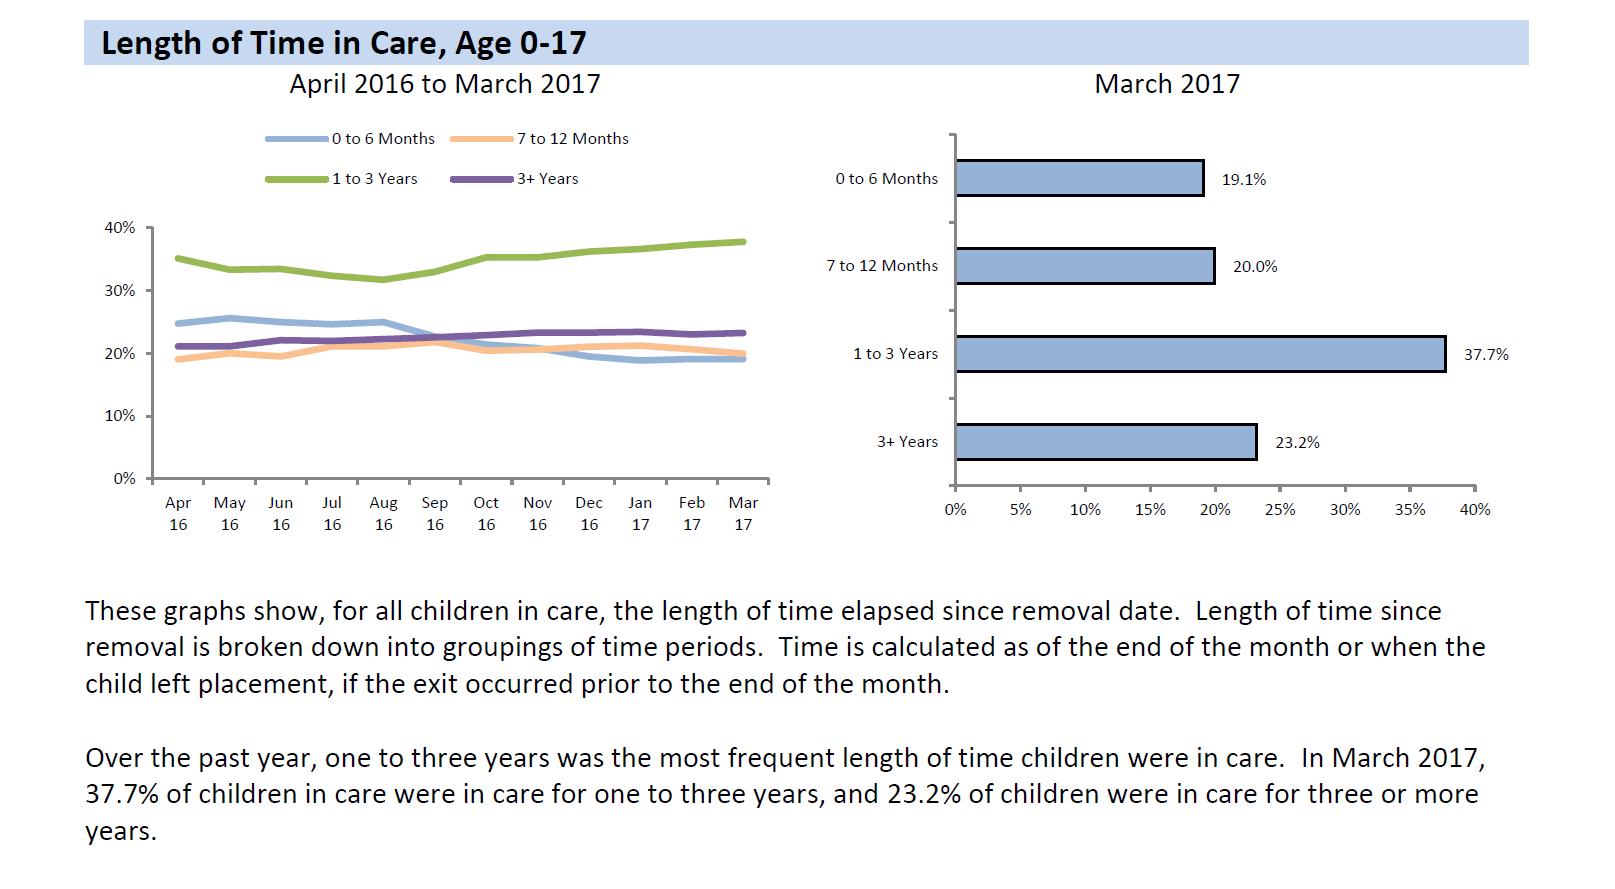 Length of Time in Care, Age 0-17
April 2016 to March 2017
0 to 6 Months
7 to 12 Months
1 to 3 Years
3+ Years
40%
30%
20%
10%
0%
Apr May Jun Jul Aug Sep Oct Nov Dec Jan Feb Mar
16 16 16 16 16 16 16 16 16 17 17 17
March 2017
0 to 6 Months 19.1%
7 to 12 Months 20.0%
1 to 3 Years 37.7%
3+ Years 23.2%
0% 5% 10% 15% 20% 25% 30% 35% 40%
These graphs show, for all children in care, the length of time elapsed since removal date.  Length of time since
removal is broken down into groupings of time periods.  Time is calculated as of the end of the month or when the
child left placement, if the exit occurred prior to the end of the month.
Over the past year, one to three years was the most frequent length of time children were in care.  In March 2017,
37.7% of children in care were in care for one to three years, and 23.2% of children were in care for three or more
years.